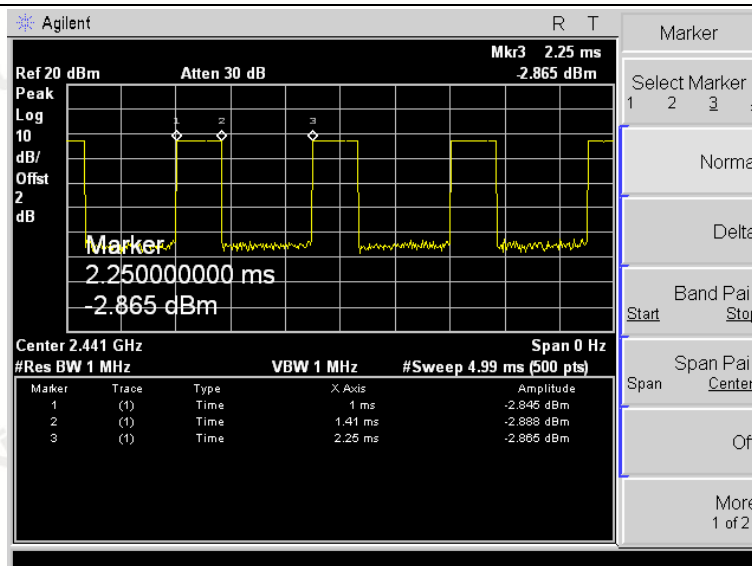 Agilent R T
Mkr3 2.25 ms
Ref 20 dBm Atten 30 dB -2.865 dBm
Peak
Log
10
dB/
Offst
2
dB
1 2 3
Marker
2.250000000 ms
-2.865 dBm
Center 2.441 GHz Span 0 Hz
#Res BW 1 MHz VBW 1 MHz #Sweep 4.99 ms (500 pts)
Marker Trace Type X Axis Amplitude
1 (1) Time 1 ms -2.845 dBm
2 (1) Time 1.41 ms -2.888 dBm
3 (1) Time 2.25 ms -2.865 dBm
Marker
Select Marker
1 2 3
Norma
Delta
Band Pai
Start Stop
Span Pai
Span Center
Of
More
1 of 2